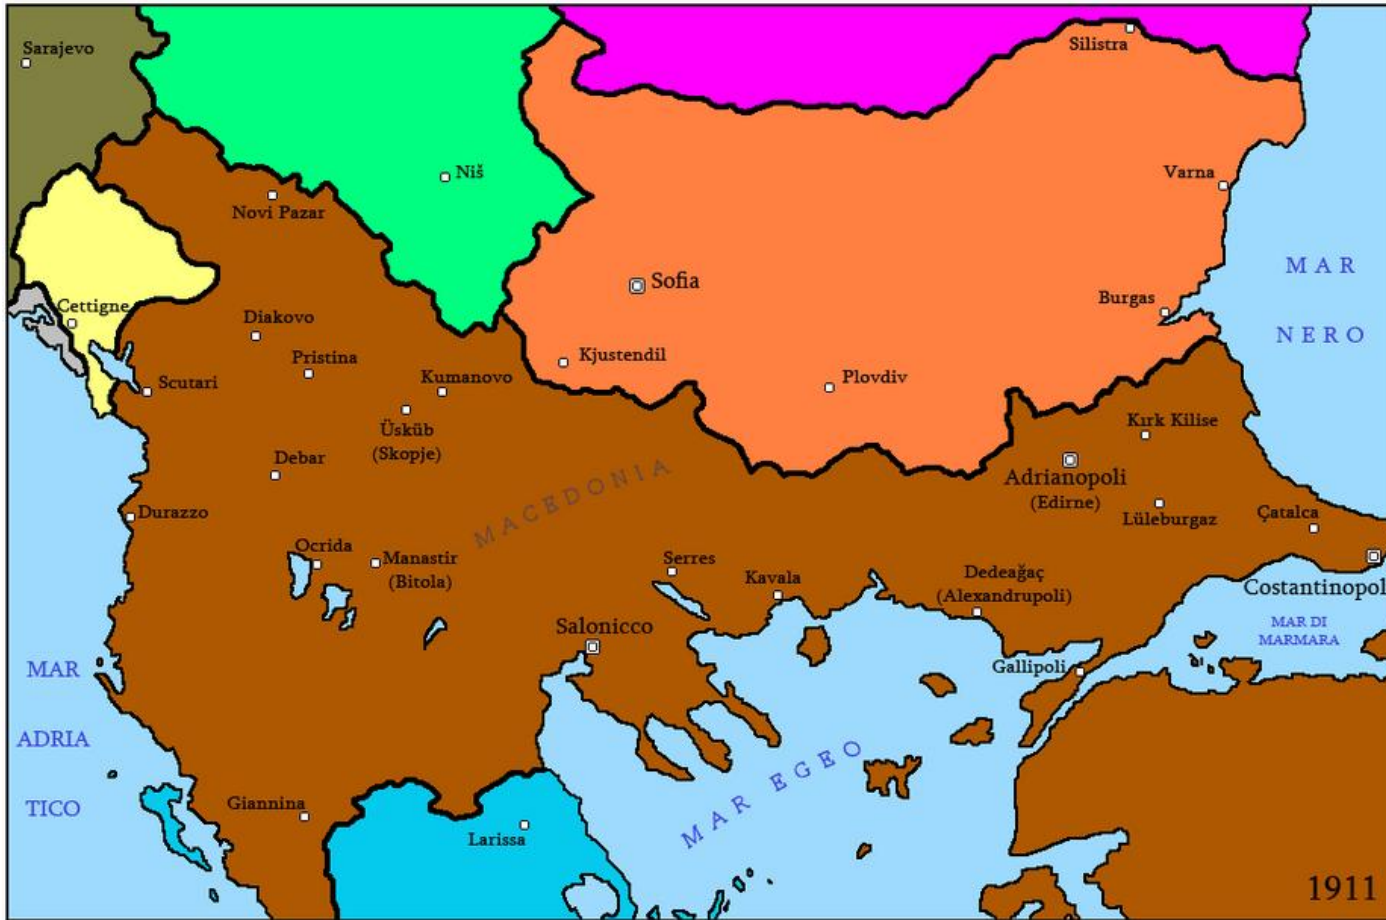 Sarajevo
Silistra
Niš
Varna
Novi Pazar
MAR
NERO
Sofia
Cettigne
Burgas
Diakovo
Pristina
Kjustendil
Scutari
Kumanovo
Plovdiv
Üsküb
(Skopje)
Kırk Kilise
Debar
MACEDONIA
Adrianopoli
(Edirne)
Durazzo
Lüleburgaz
Çatalca
Ocrida
Manastir
(Bitola)
Serres
Kavala
Dedeağaç
(Alexandrupoli)
Costantinopoli
Salonicco
MAR DI
MARMARA
Gallipoli
MAR
ADRIA
TICO
MAR EGEO
Giannina
Larissa
1911